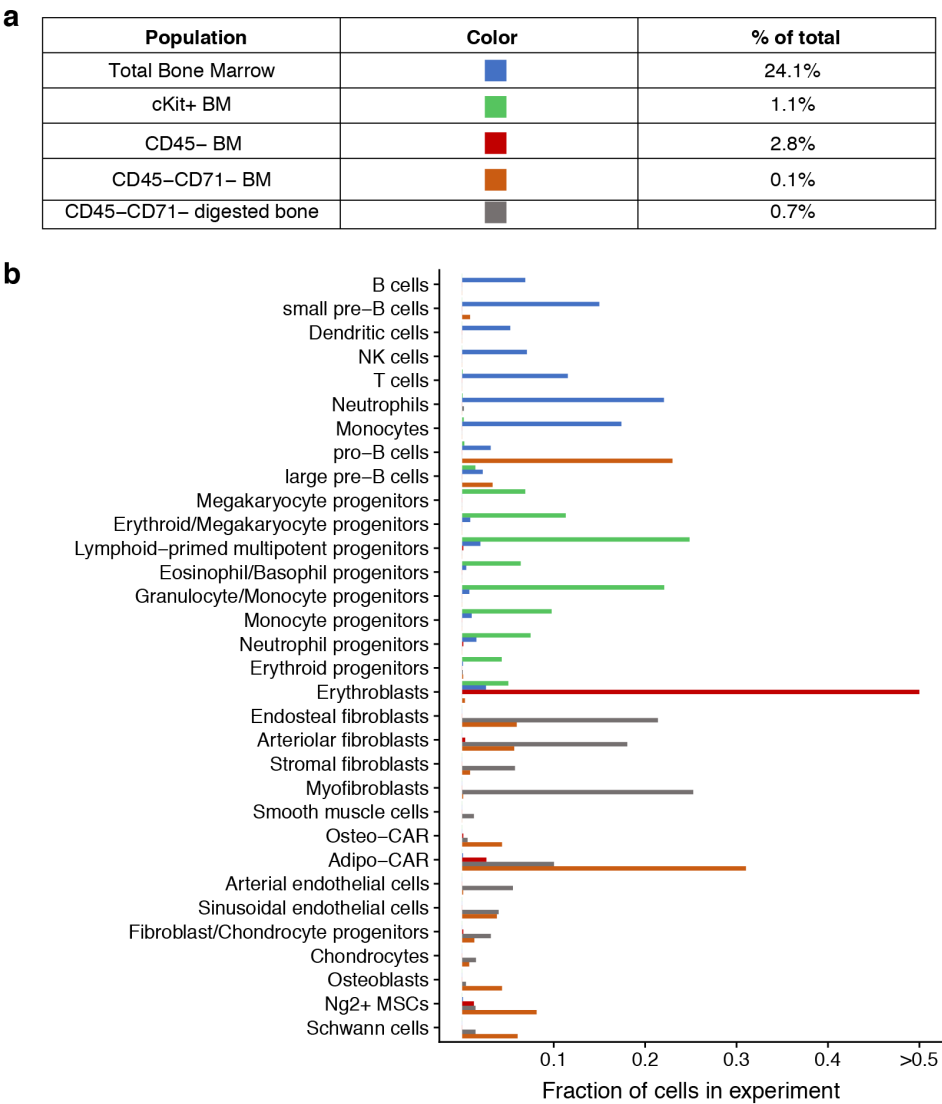 a
Population Color % of total
Total Bone Marrow 24.1%
cKit+ BM 1.1%
CD45− BM 2.8%
CD45−CD71− BM 0.1%
CD45−CD71− digested bone 0.7%
b
B cells
small pre−B cells
Dendritic cells
NK cells
T cells
Neutrophils
Monocytes
pro−B cells
large pre−B cells
Megakaryocyte progenitors
Erythroid/Megakaryocyte progenitors
Lymphoid−primed multipotent progenitors
Eosinophil/Basophil progenitors
Granulocyte/Monocyte progenitors
Monocyte progenitors
Neutrophil progenitors
Erythroid progenitors
Erythroblasts
Endosteal fibroblasts
Arteriolar fibroblasts
Stromal fibroblasts
Myofibroblasts
Smooth muscle cells
Osteo−CAR
Adipo−CAR
Arterial endothelial cells
Sinusoidal endothelial cells
Fibroblast/Chondrocyte progenitors
Chondrocytes
Osteoblasts
Ng2+ MSCs
Schwann cells
0.1 0.2 0.3 0.4 >0.5
Fraction of cells in experiment